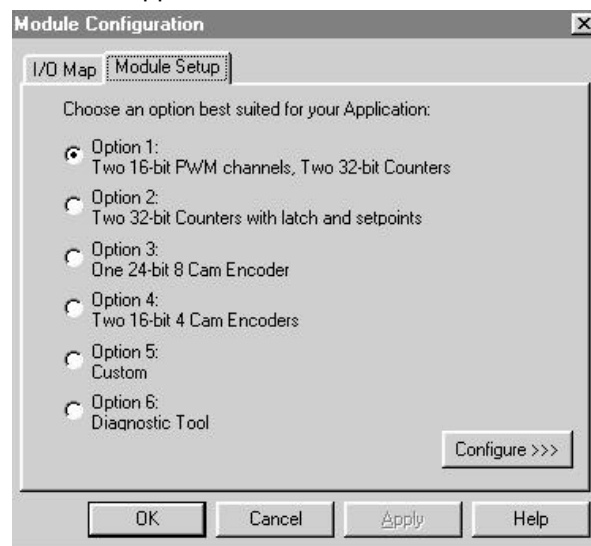 Module Configuration
I/O Map Module Setup
Choose an option best suited for your Application:
Option 1:
Two 16-bit PWM channels, Two 32-bit Counters
Option 2:
Two 32-bit Counters with latch and setpoints
Option 3:
One 24-bit 8 Cam Encoder
Option 4:
Two 16-bit 4 Cam Encoders
Option 5:
Custom
Option 6:
Diagnostic Tool
Configure >>>
OK Cancel Apply Help